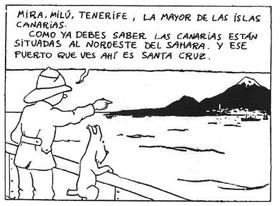 MIRA, MILÚ, TENERIFE, LA MAYOR DE LAS ISLAS
CANARIAS.
COMO YA DEBES SABER LAS CANARIAS ESTÁN
SITUADAS AL NOROESTE DEL SAHARA. Y ESE
PUERTO QUE VES AHÍ ES SANTA CRUZ.